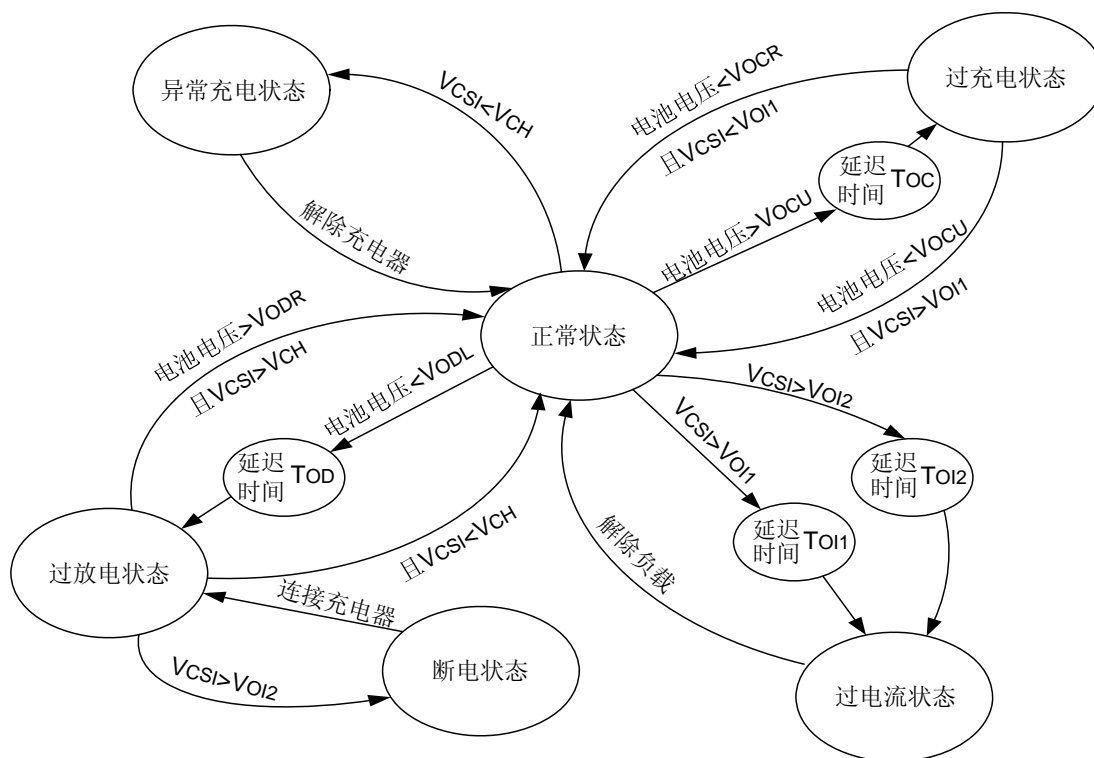 异常充电状态
VCSI<VCH
解除充电器
电池电压<VOCR
且VCSI<VOI1
过充电状态
延迟
时间 TOC
电池电压>VOCU
电池电压<VOCU
且VCSI>VOI1
正常状态
电池电压>VODR
且VCSI>VCH
电池电压<VODL
延迟
时间 TOD
过放电状态
且VCSI<VCH
连接充电器
VCSI>VOI2
断电状态
VCSI>VOI2
延迟
时间 TOI2
VCSI>VOI1
延迟
时间 TOI1
解除负载
过电流状态